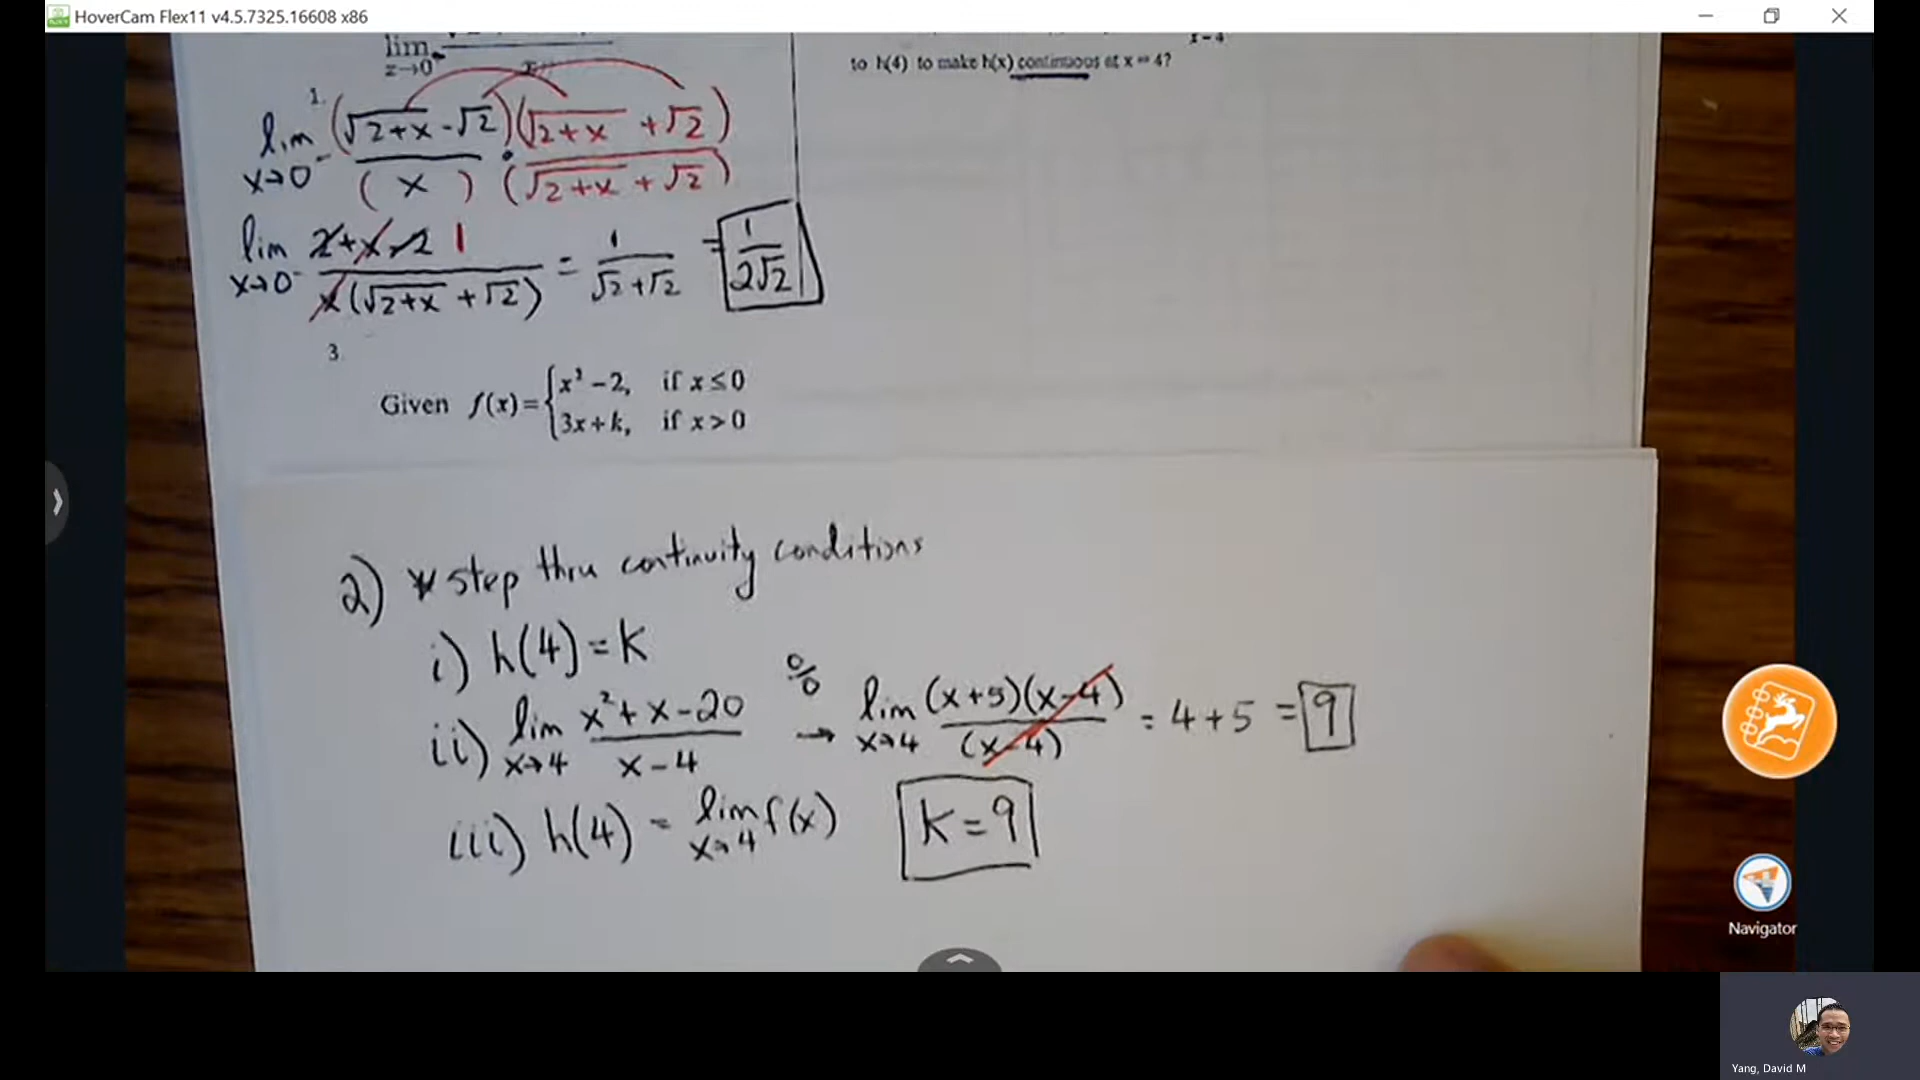 HoverCam Flex11 v4.5.7325.16608 x86
lim
x→0⁻
x
x-4
to h(4) to make h(x) continuous at x = 4?
1.
lim x→0⁻ (√2+x - √2)/(x) · (√2+x + √2)/(√2+x + √2)
lim x→0⁻ 2+x-2 1 / x(√2+x + √2) = 1/(√2+√2) = 1/(2√2)
3.
Given f(x) = { x² - 2, if x ≤ 0
3x + k, if x > 0
2) * step thru continuity conditions
i) h(4) = k
ii) lim x→4 (x²+x-20)/(x-4) 0/0 → lim x→4 (x+5)(x-4)/(x-4) = 4+5 = 9
iii) h(4) = lim x→4 f(x) k=9
Navigator
Yang, David M